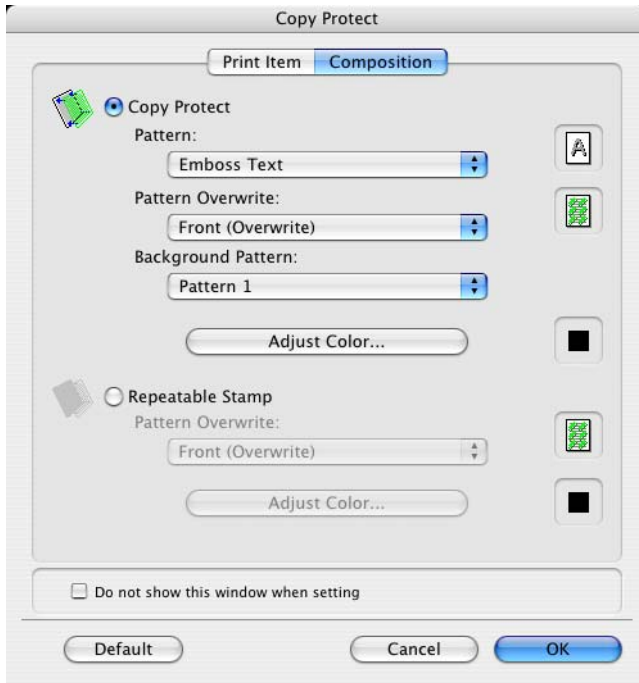 Copy Protect
Print Item Composition
Copy Protect
Pattern:
A
Emboss Text
Pattern Overwrite:
Front (Overwrite)
Background Pattern:
Pattern 1
Adjust Color...
Repeatable Stamp
Pattern Overwrite:
Front (Overwrite)
Adjust Color...
Do not show this window when setting
Default Cancel OK